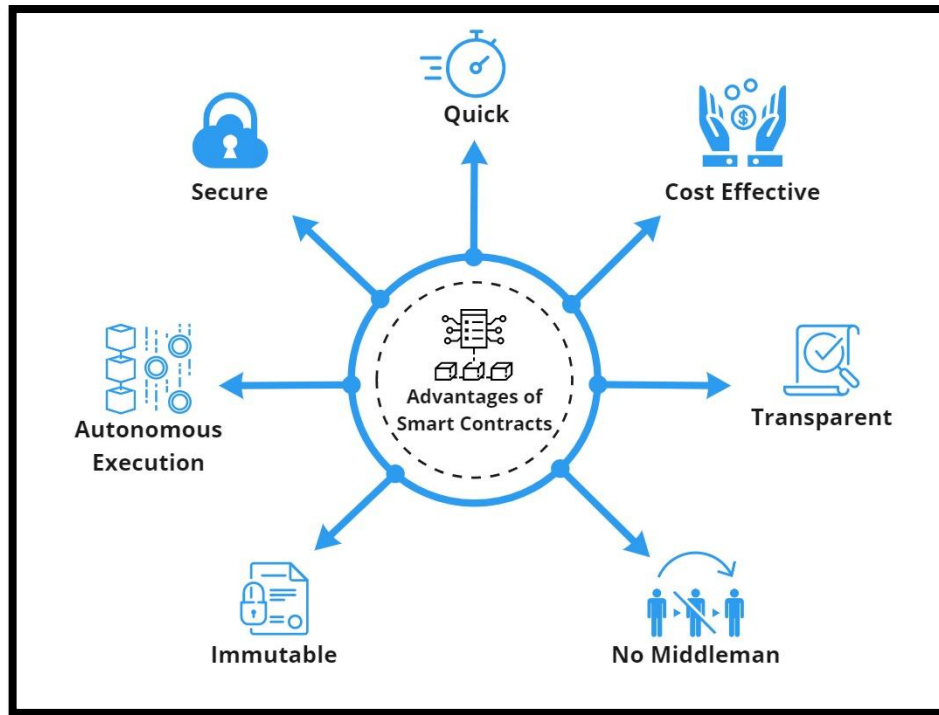 Quick
Cost Effective
Secure
Advantages of
Smart Contracts
Transparent
Autonomous
Execution
Immutable
No Middleman
$